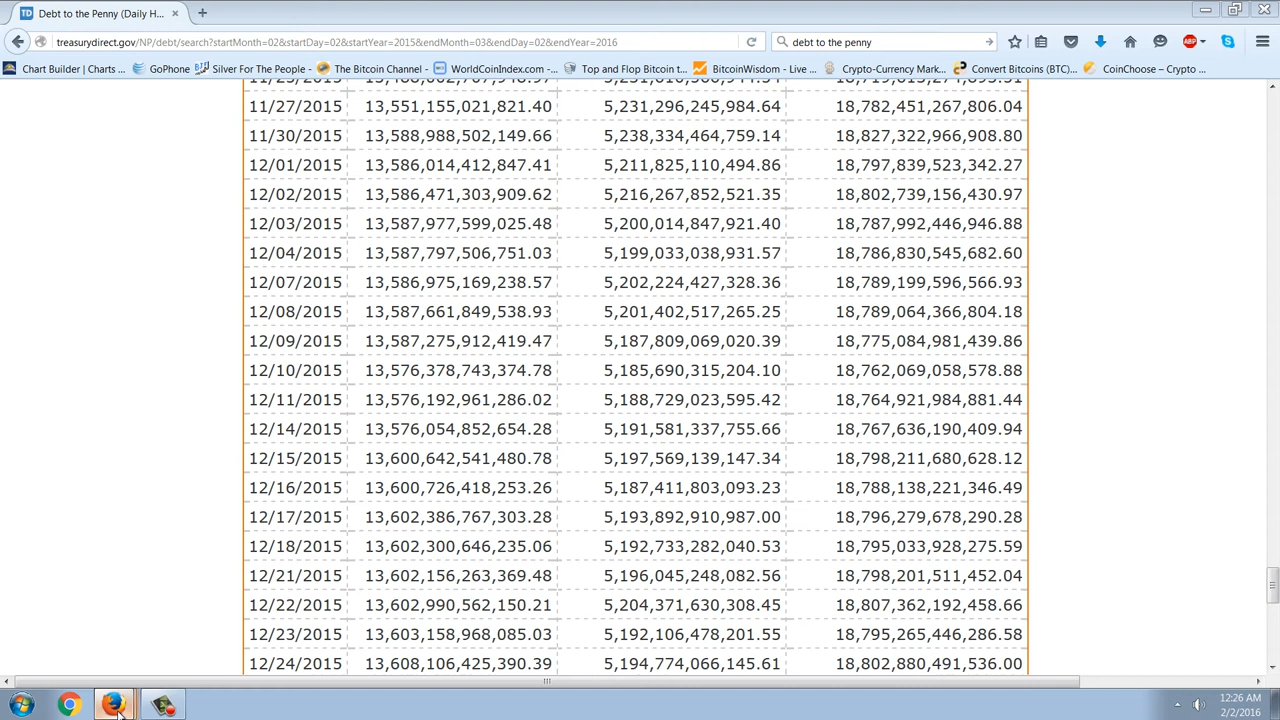 TD Debt to the Penny (Daily H...
treasurydirect.gov/NP/debt/search?startMonth=02&startDay=02&startYear=2015&endMonth=03&endDay=02&endYear=2016
debt to the penny
ABP
Chart Builder | Charts ... GoPhone Silver For The People - ... The Bitcoin Channel - ... WorldCoinIndex.com -... Top and Flop Bitcoin t... BitcoinWisdom - Live ... Crypto-Currency Mark... Convert Bitcoins (BTC)... CoinChoose – Crypto ...
11/27/2015 13,551,155,021,821.40 5,231,296,245,984.64 18,782,451,267,806.04
11/30/2015 13,588,988,502,149.66 5,238,334,464,759.14 18,827,322,966,908.80
12/01/2015 13,586,014,412,847.41 5,211,825,110,494.86 18,797,839,523,342.27
12/02/2015 13,586,471,303,909.62 5,216,267,852,521.35 18,802,739,156,430.97
12/03/2015 13,587,977,599,025.48 5,200,014,847,921.40 18,787,992,446,946.88
12/04/2015 13,587,797,506,751.03 5,199,033,038,931.57 18,786,830,545,682.60
12/07/2015 13,586,975,169,238.57 5,202,224,427,328.36 18,789,199,596,566.93
12/08/2015 13,587,661,849,538.93 5,201,402,517,265.25 18,789,064,366,804.18
12/09/2015 13,587,275,912,419.47 5,187,809,069,020.39 18,775,084,981,439.86
12/10/2015 13,576,378,743,374.78 5,185,690,315,204.10 18,762,069,058,578.88
12/11/2015 13,576,192,961,286.02 5,188,729,023,595.42 18,764,921,984,881.44
12/14/2015 13,576,054,852,654.28 5,191,581,337,755.66 18,767,636,190,409.94
12/15/2015 13,600,642,541,480.78 5,197,569,139,147.34 18,798,211,680,628.12
12/16/2015 13,600,726,418,253.26 5,187,411,803,093.23 18,788,138,221,346.49
12/17/2015 13,602,386,767,303.28 5,193,892,910,987.00 18,796,279,678,290.28
12/18/2015 13,602,300,646,235.06 5,192,733,282,040.53 18,795,033,928,275.59
12/21/2015 13,602,156,263,369.48 5,196,045,248,082.56 18,798,201,511,452.04
12/22/2015 13,602,990,562,150.21 5,204,371,630,308.45 18,807,362,192,458.66
12/23/2015 13,603,158,968,085.03 5,192,106,478,201.55 18,795,265,446,286.58
12/24/2015 13,608,106,425,390.39 5,194,774,066,145.61 18,802,880,491,536.00
12:26 AM
2/2/2016